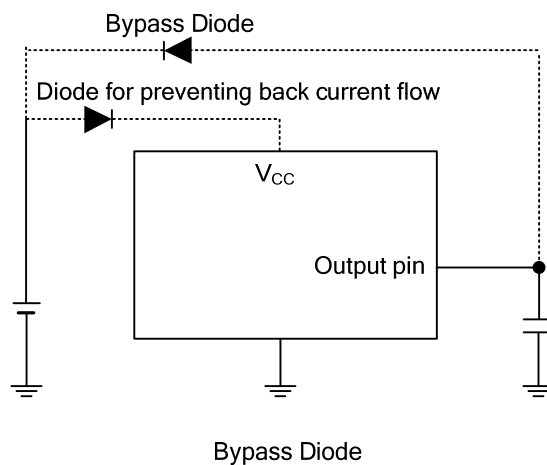 Bypass Diode
Diode for preventing back current flow
VCC
Output pin
Bypass Diode